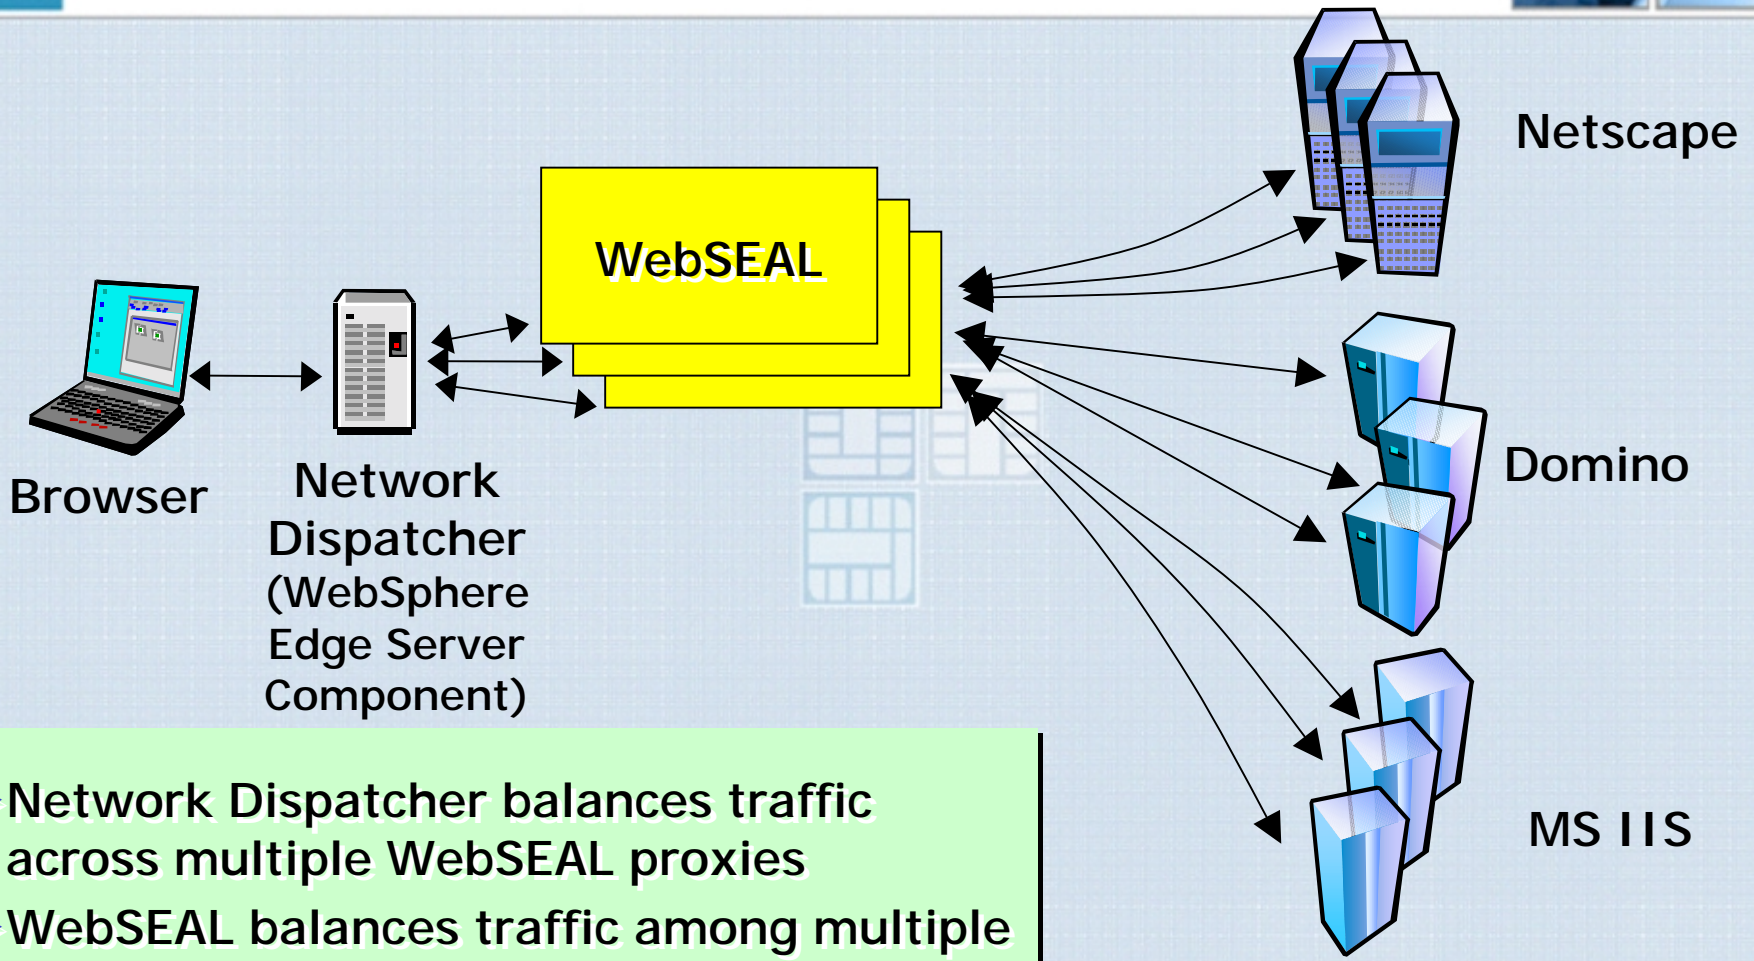 Netscape
WebSEAL
Browser
Network
Dispatcher
(WebSphere
Edge Server
Component)
Domino
MS IIS
Network Dispatcher balances traffic
across multiple WebSEAL proxies
WebSEAL balances traffic among multiple